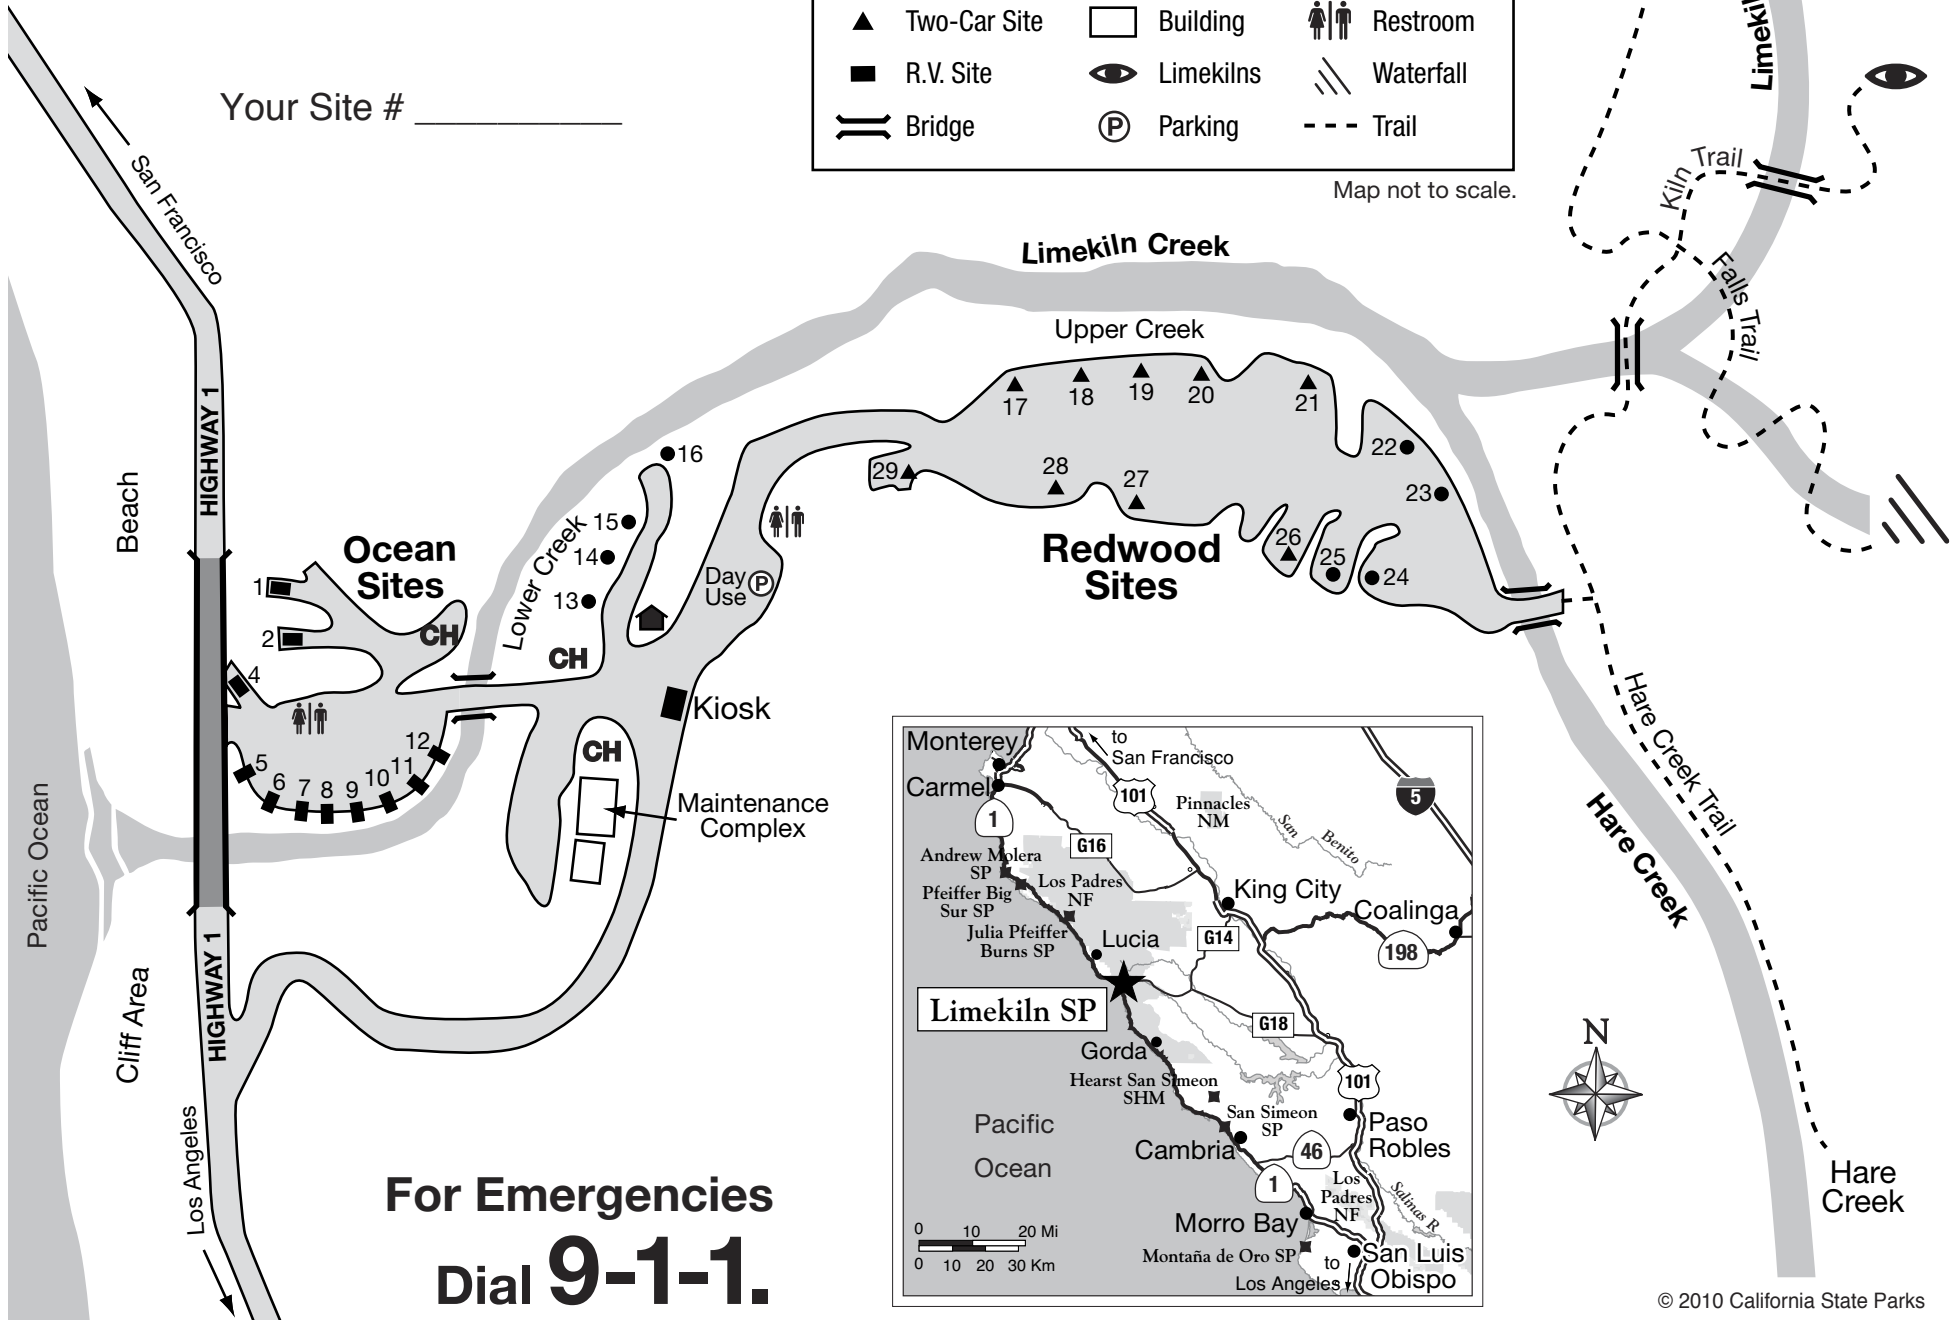 Two-Car Site
Building
Restroom
R.V. Site
Limekilns
Waterfall
Bridge
P
Parking
Trail
Map not to scale.
Your Site # ___________
San Francisco
HIGHWAY 1
Beach
Pacific Ocean
Cliff Area
HIGHWAY 1
Los Angeles
Ocean
Sites
1
2
4
5
6
7
8
9
10
11
12
CH
Lower Creek
13
14
15
16
CH
Day
Use
P
Kiosk
CH
Maintenance
Complex
Limekiln Creek
Upper Creek
17
18
19
20
21
22
23
24
25
26
27
28
29
Redwood
Sites
Kiln Trail
Falls Trail
Hare Creek Trail
Hare Creek
Hare
Creek
N
For Emergencies
Dial 9-1-1.
Monterey
Carmel
to
San Francisco
101
1
5
Pinnacles
NM
San Benito
G16
Andrew Molera
SP
Pfeiffer Big
Sur SP
Los Padres
NF
Julia Pfeiffer
Burns SP
King City
Coalinga
Lucia
G14
198
Limekiln SP
G18
Gorda
Hearst San Simeon
SHM
101
San Simeon
SP
Paso
Robles
Pacific
Ocean
Cambria
46
1
Los
Padres
NF
Salinas R
Morro Bay
Montaña de Oro SP
San Luis
Obispo
to
Los Angeles
0 10 20 Mi
0 10 20 30 Km
© 2010 California State Parks